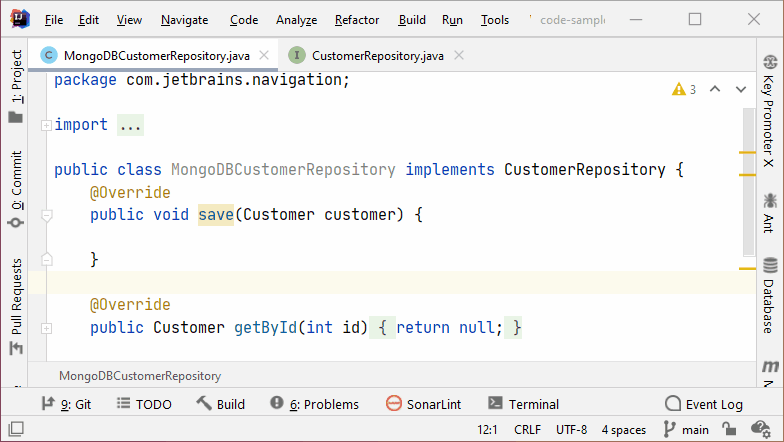 File Edit View Navigate Code Analyze Refactor Build Run Tools code-sample
MongoDBCustomerRepository.java CustomerRepository.java
package com.jetbrains.navigation;
3
import ...
public class MongoDBCustomerRepository implements CustomerRepository {
@Override
public void save(Customer customer) {
}
@Override
public Customer getById(int id) { return null; }
MongoDBCustomerRepository
1: Project
0: Commit
Pull Requests
Key Promoter X
Ant
Database
9: Git TODO Build 6: Problems SonarLint Terminal Event Log
12:1 CRLF UTF-8 4 spaces main